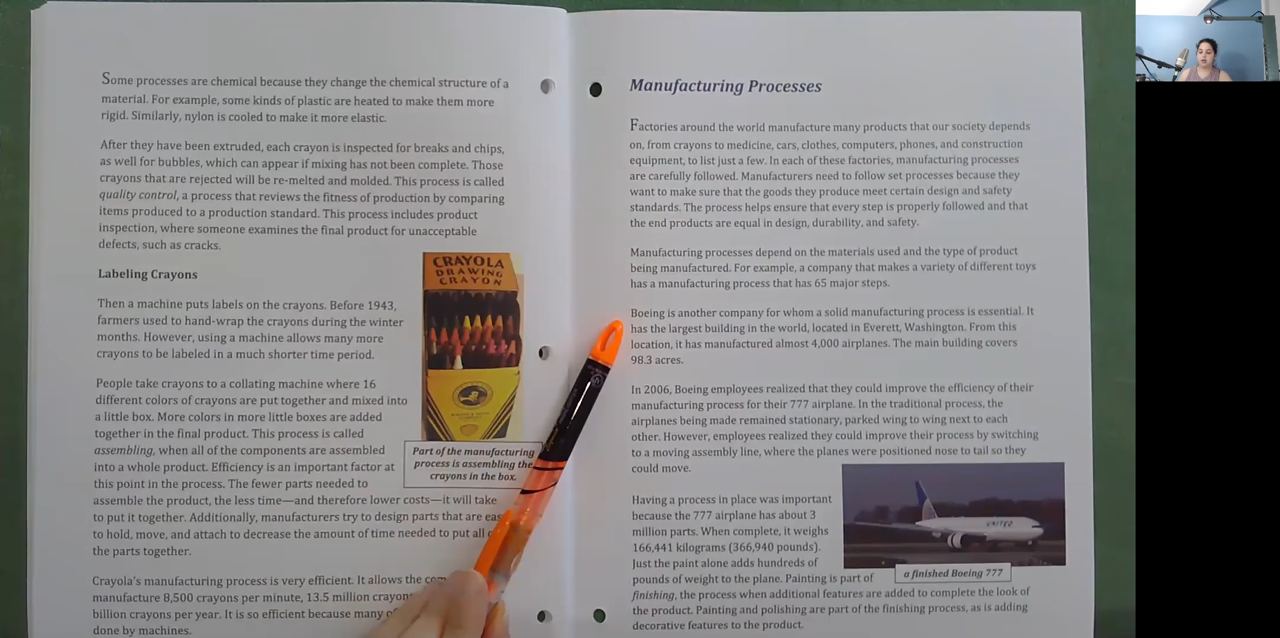 Some processes are chemical because they change the chemical structure of a
material. For example, some kinds of plastic are heated to make them more
rigid. Similarly, nylon is cooled to make it more elastic.
After they have been extruded, each crayon is inspected for breaks and chips,
as well for bubbles, which can appear if mixing has not been complete. Those
crayons that are rejected will be re-melted and molded. This process is called
quality control, a process that reviews the fitness of production by comparing
items produced to a production standard. This process includes product
inspection, where someone examines the final product for unacceptable
defects, such as cracks.
Labeling Crayons
Then a machine puts labels on the crayons. Before 1943,
farmers used to hand-wrap the crayons during the winter
months. However, using a machine allows many more
crayons to be labeled in a much shorter time period.
People take crayons to a collating machine where 16
different colors of crayons are put together and mixed into
a little box. More colors in more little boxes are added
together in the final product. This process is called
assembling, when all of the components are assembled
into a whole product. Efficiency is an important factor at
this point in the process. The fewer parts needed to
assemble the product, the less time—and therefore lower costs—it will take
to put it together. Additionally, manufacturers try to design parts that are
to hold, move, and attach to decrease the amount of time needed to put all
the parts together.
Crayola's manufacturing process is very efficient. It allows the
manufacture 8,500 crayons per minute, 13.5 million
billion crayons per year. It is so efficient because many
done by machines.
CRAYOLA
DRAWING
CRAYON
Part of the manufacturing
process is assembling the
crayons in the box.
Manufacturing Processes
Factories around the world manufacture many products that our society depends
on, from crayons to medicine, cars, clothes, computers, phones, and construction
equipment, to list just a few. In each of these factories, manufacturing processes
are carefully followed. Manufacturers need to follow set processes because they
want to make sure that the goods they produce meet certain design and safety
standards. The process helps ensure that every step is properly followed and that
the end products are equal in design, durability, and safety.
Manufacturing processes depend on the materials used and the type of product
being manufactured. For example, a company that makes a variety of different toys
has a manufacturing process that has 65 major steps.
Boeing is another company for whom a solid manufacturing process is essential. It
has the largest building in the world, located in Everett, Washington. From this
location, it has manufactured almost 4,000 airplanes. The main building covers
98.3 acres.
In 2006, Boeing employees realized that they could improve the efficiency of their
manufacturing process for their 777 airplane. In the traditional process, the
airplanes being made remained stationary, parked wing to wing next to each
other. However, employees realized they could improve their process by switching
to a moving assembly line, where the planes were positioned nose to tail so they
could move.
Having a process in place was important
because the 777 airplane has about 3
million parts. When complete, it weighs
166,441 kilograms (366,940 pounds).
Just the paint alone adds hundreds of
pounds of weight to the plane. Painting is part of
finishing, the process when additional features are added to complete the look of
the product. Painting and polishing are part of the finishing process, as is adding
decorative features to the product.
UNITED
a finished Boeing 777